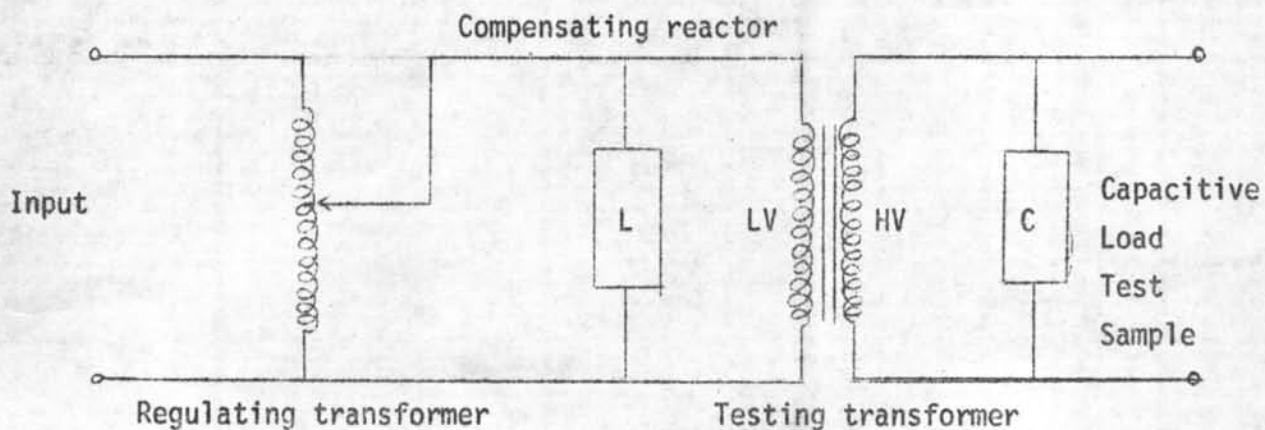 Compensating reactor
Input
L
LV
HV
C
Capacitive
Load
Test
Sample
Regulating transformer
Testing transformer